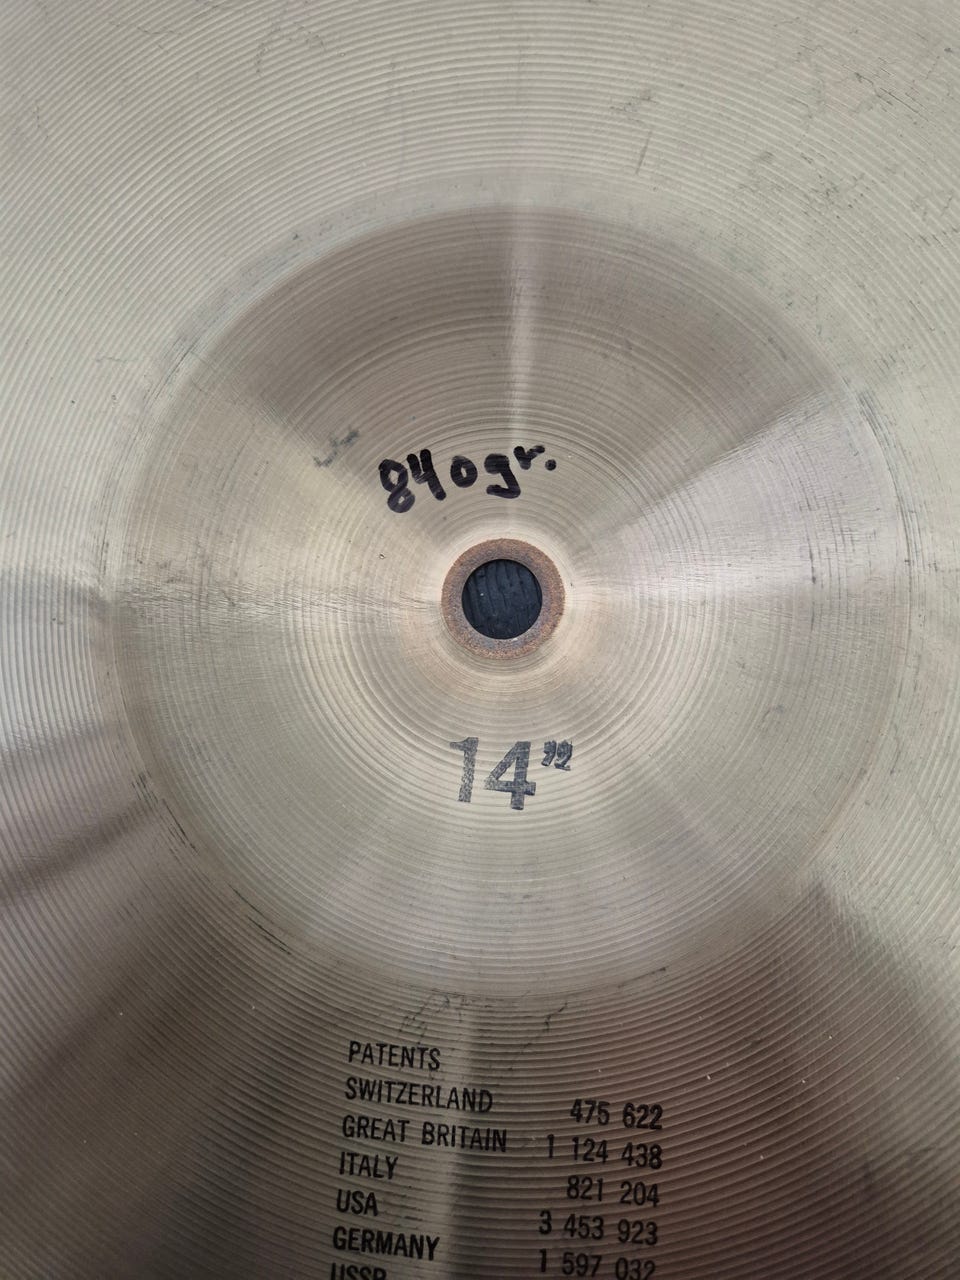 840gr.
14"
PATENTS
SWITZERLAND 475 622
GREAT BRITAIN 1 124 438
ITALY 821 204
USA 3 453 923
GERMANY 1 597 032
USSR